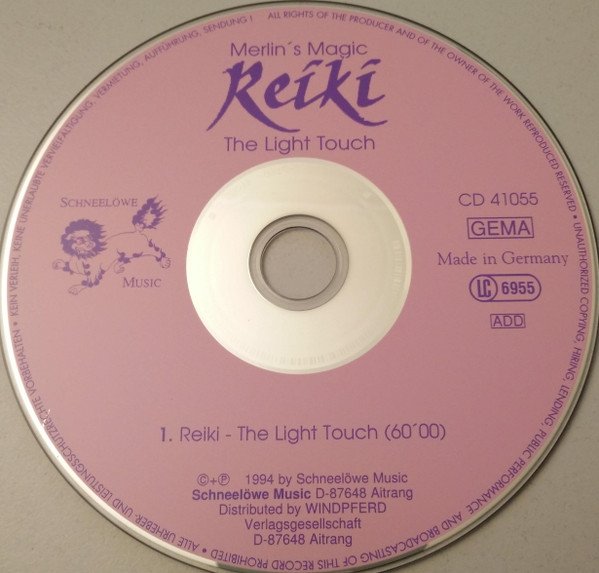 Merlin´s Magic
Reiki
The Light Touch
SCHNEELÖWE
MUSIC
CD 41055
GEMA
Made in Germany
LC 6955
ADD
1. Reiki - The Light Touch (60´00)
©+℗ 1994 by Schneelöwe Music
Schneelöwe Music D-87648 Aitrang
Distributed by WINDPFERD
Verlagsgesellschaft
D-87648 Aitrang
• ALLE URHEBER- UND LEISTUNGSSCHUTZRECHTE VORBEHALTEN • KEIN VERLEIH, KEINE UNERLAUBTE VERVIELFÄLTIGUNG, VERMIETUNG, AUFFÜHRUNG, SENDUNG !
ALL RIGHTS OF THE PRODUCER AND OF THE OWNER OF THE WORK REPRODUCED RESERVED • UNAUTHORIZED COPYING, HIRING, LENDING, PUBLIC PERFORMANCE AND BROADCASTING OF THIS RECORD PROHIBITED